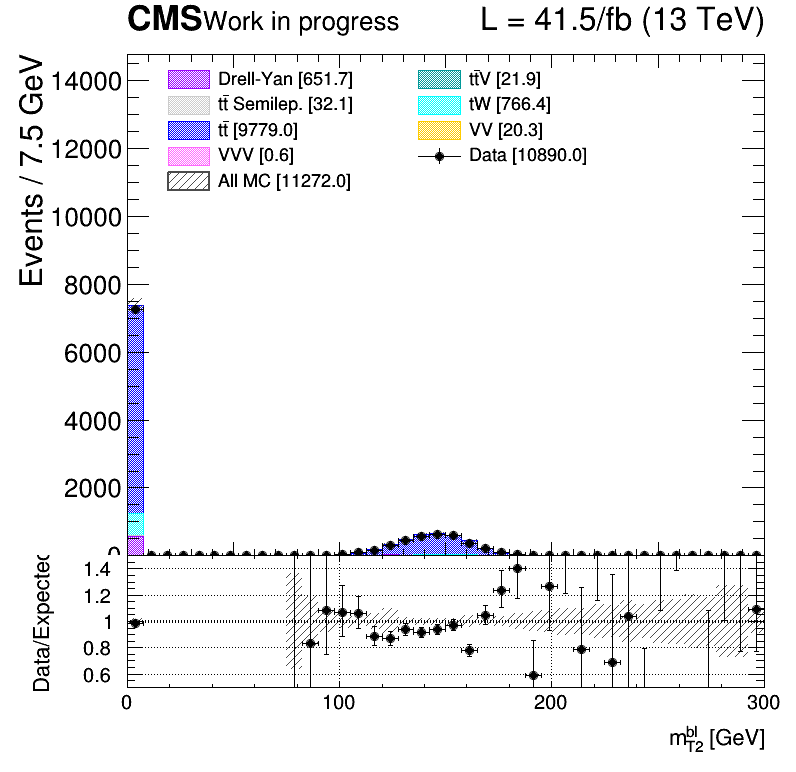 CMS Work in progress L = 41.5/fb (13 TeV)
Events / 7.5 GeV
14000
12000
10000
8000
6000
4000
2000
0
Drell-Yan [651.7]
tt̄ Semilep. [32.1]
tt̄ [9779.0]
VVV [0.6]
All MC [11272.0]
tt̄V [21.9]
tW [766.4]
VV [20.3]
Data [10890.0]
Data/Expected
1.4
1.2
1
0.8
0.6
0 100 200 300
m_{T2}^{bl} [GeV]